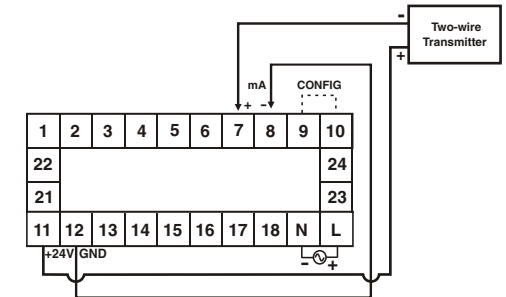 - Two-wire
+ Transmitter
mA CONFIG
+ -
1 2 3 4 5 6 7 8 9 10
22 24
21 23
11 12 13 14 15 16 17 18 N L
+24V GND - +